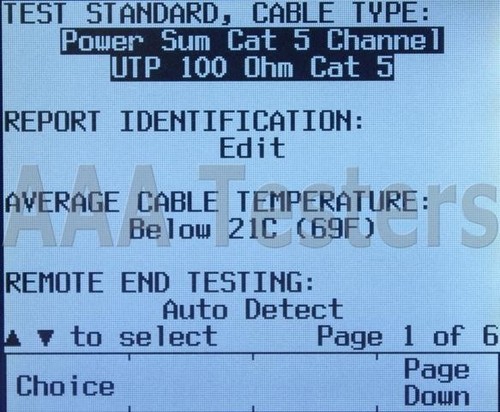 TEST STANDARD, CABLE TYPE:
Power Sum Cat 5 Channel
UTP 100 Ohm Cat 5
REPORT IDENTIFICATION:
Edit
AAA Testers
AVERAGE CABLE TEMPERATURE:
Below 21C (69F)
REMOTE END TESTING:
Auto Detect
▲ ▼ to select Page 1 of 6
Choice
Page
Down